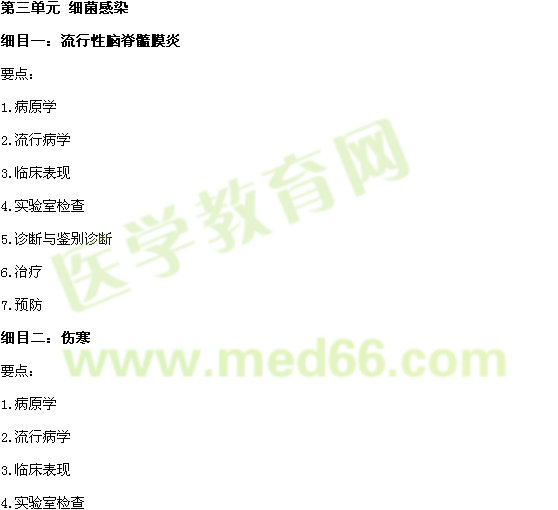 第三单元 细菌感染
细目一：流行性脑脊髓膜炎
要点：
1.病原学
2.流行病学
3.临床表现
4.实验室检查
5.诊断与鉴别诊断
6.治疗
7.预防
细目二：伤寒
要点：
1.病原学
2.流行病学
3.临床表现
4.实验室检查
医学教育网
www.med66.com